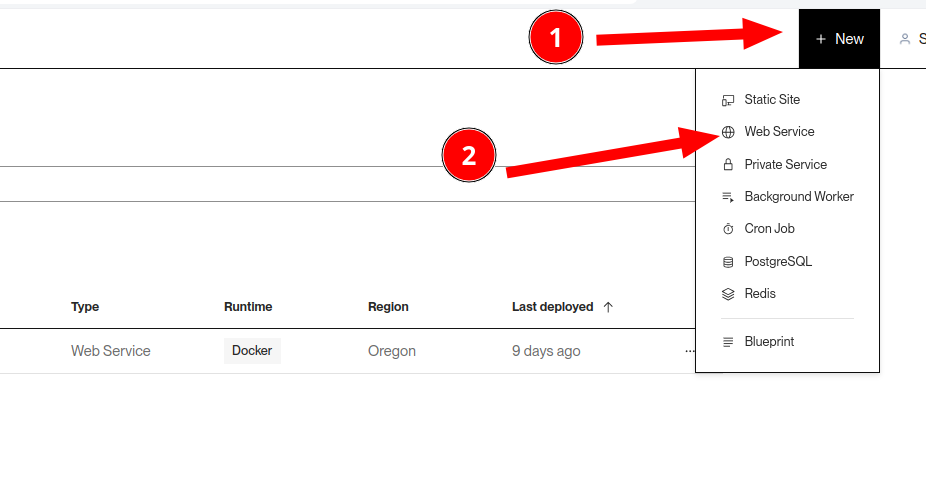 1
+ New
S
Static Site
2
Web Service
Private Service
Background Worker
Cron Job
PostgreSQL
Redis
Blueprint
Type Runtime Region Last deployed ↑
Web Service Docker Oregon 9 days ago ...